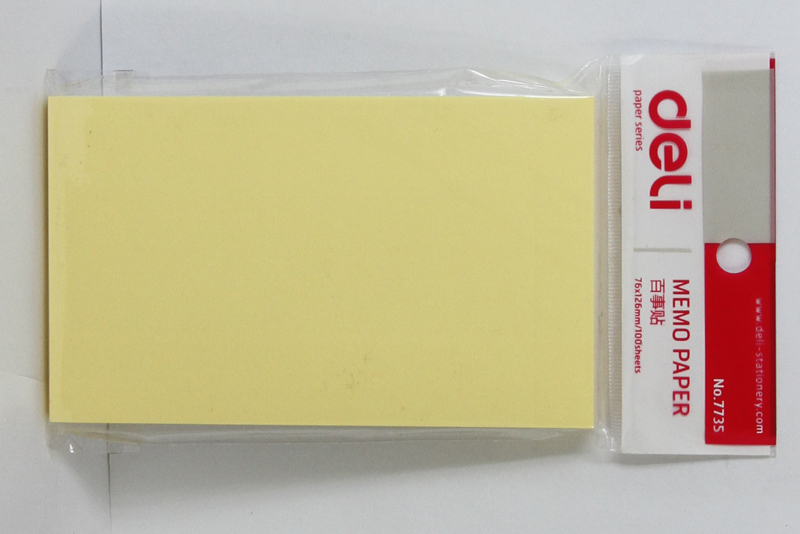 deli
paper series
MEMO PAPER
百事贴
76x126mm/100sheets
www.deli-stationery.com
No.7735